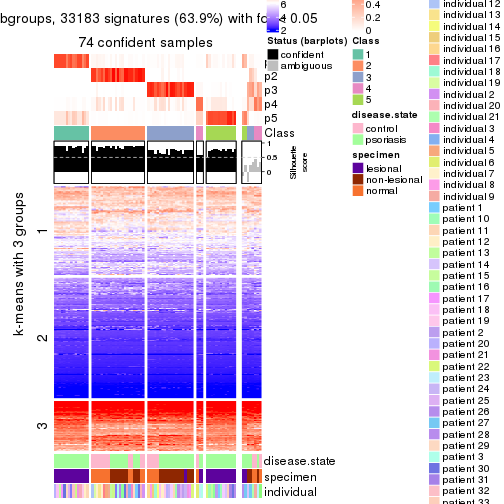 bgroups, 33183 signatures (63.9%) with fd < 0.05
74 confident samples
p2
p3
p4
p5
Class
1
0.5
0
Silhouette
score
k-means with 3 groups
1
2
3
disease.state
specimen
individual
6
4
2
0.4
0
Status (barplots)
confident
ambiguous
Class
1
2
3
4
5
disease.state
control
psoriasis
specimen
lesional
non-lesional
normal
individual 12
individual 13
individual 14
individual 15
individual 16
individual 17
individual 18
individual 19
individual 2
individual 20
individual 21
individual 3
individual 4
individual 5
individual 6
individual 7
individual 8
individual 9
patient 1
patient 10
patient 11
patient 12
patient 13
patient 14
patient 15
patient 16
patient 17
patient 18
patient 19
patient 2
patient 20
patient 21
patient 22
patient 23
patient 24
patient 25
patient 26
patient 27
patient 28
patient 29
patient 3
patient 30
patient 31
patient 32
patient 33